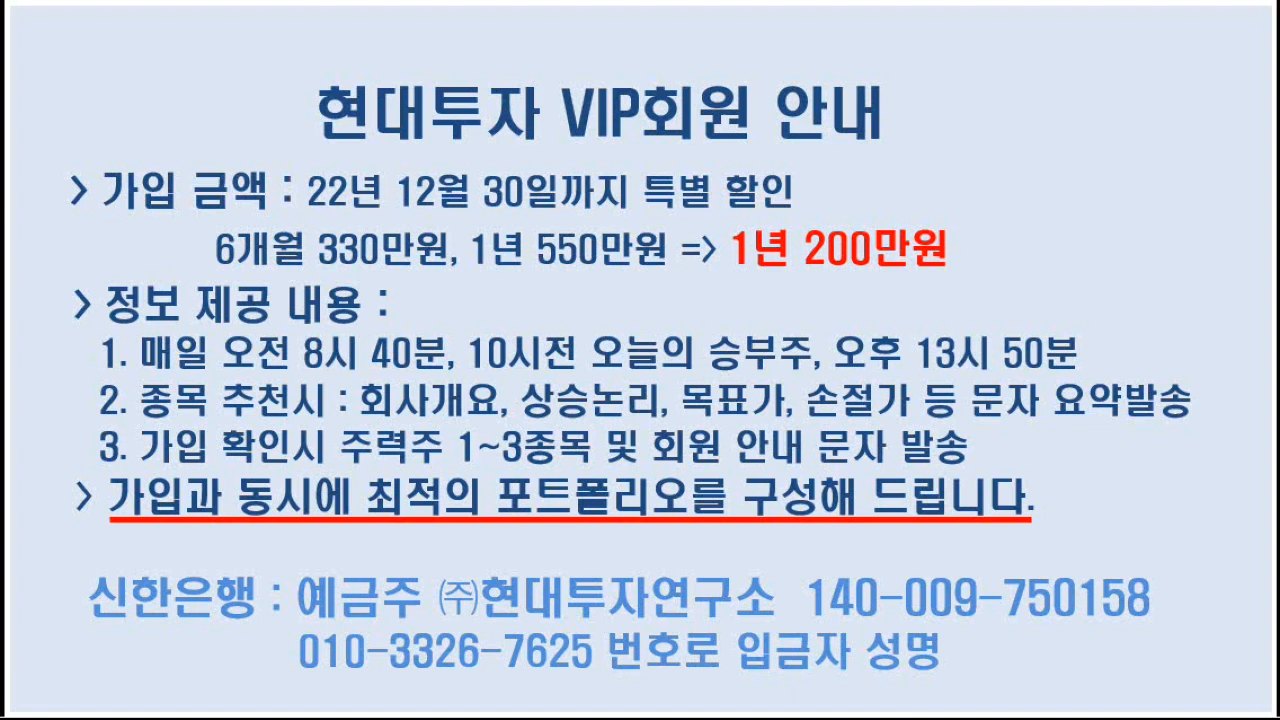 현대투자 VIP회원 안내
> 가입 금액 : 22년 12월 30일까지 특별 할인
6개월 330만원, 1년 550만원 => 1년 200만원
> 정보 제공 내용 :
1. 매일 오전 8시 40분, 10시전 오늘의 승부주, 오후 13시 50분
2. 종목 추천시 : 회사개요, 상승논리, 목표가, 손절가 등 문자 요약발송
3. 가입 확인시 주력주 1~3종목 및 회원 안내 문자 발송
> 가입과 동시에 최적의 포트폴리오를 구성해 드립니다.
신한은행 : 예금주 ㈜현대투자연구소 140-009-750158
010-3326-7625 번호로 입금자 성명